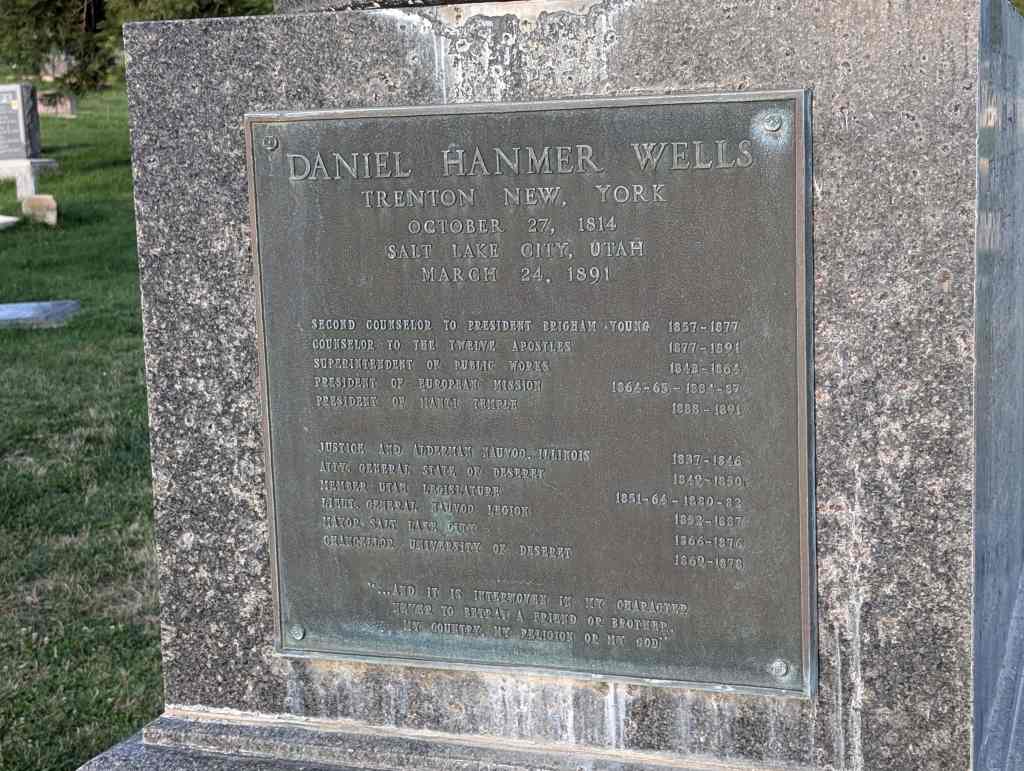 DANIEL HANMER WELLS
TRENTON NEW, YORK
OCTOBER 27, 1814
SALT LAKE CITY, UTAH
MARCH 24, 1891
SECOND COUNSELOR TO PRESIDENT BRIGHAM YOUNG 1857-1877
COUNSELOR TO THE TWELVE APOSTLES 1877-1891
SUPERINTENDENT OF PUBLIC WORKS 1848-1864
PRESIDENT OF EUROPEAN MISSION 1864-65-1884-87
PRESIDENT OF MANTI TEMPLE 1888-1891
JUSTICE AND ALDERMAN NAUVOO, ILLINOIS 1837-1846
ATTY. GENERAL STATE OF DESERET 1849-1850
MEMBER UTAH LEGISLATURE 1851-64-1880-82
LIEUT. GENERAL NAUVOO LEGION 1852-1887
MAYOR SALT LAKE CITY 1866-1876
CHANCELLOR UNIVERSITY OF DESERET 1869-1878
"...AND IT IS INTERWOVEN IN MY CHARACTER
NEVER TO BETRAY A FRIEND OR BROTHER,
MY COUNTRY, MY RELIGION OR MY GOD"